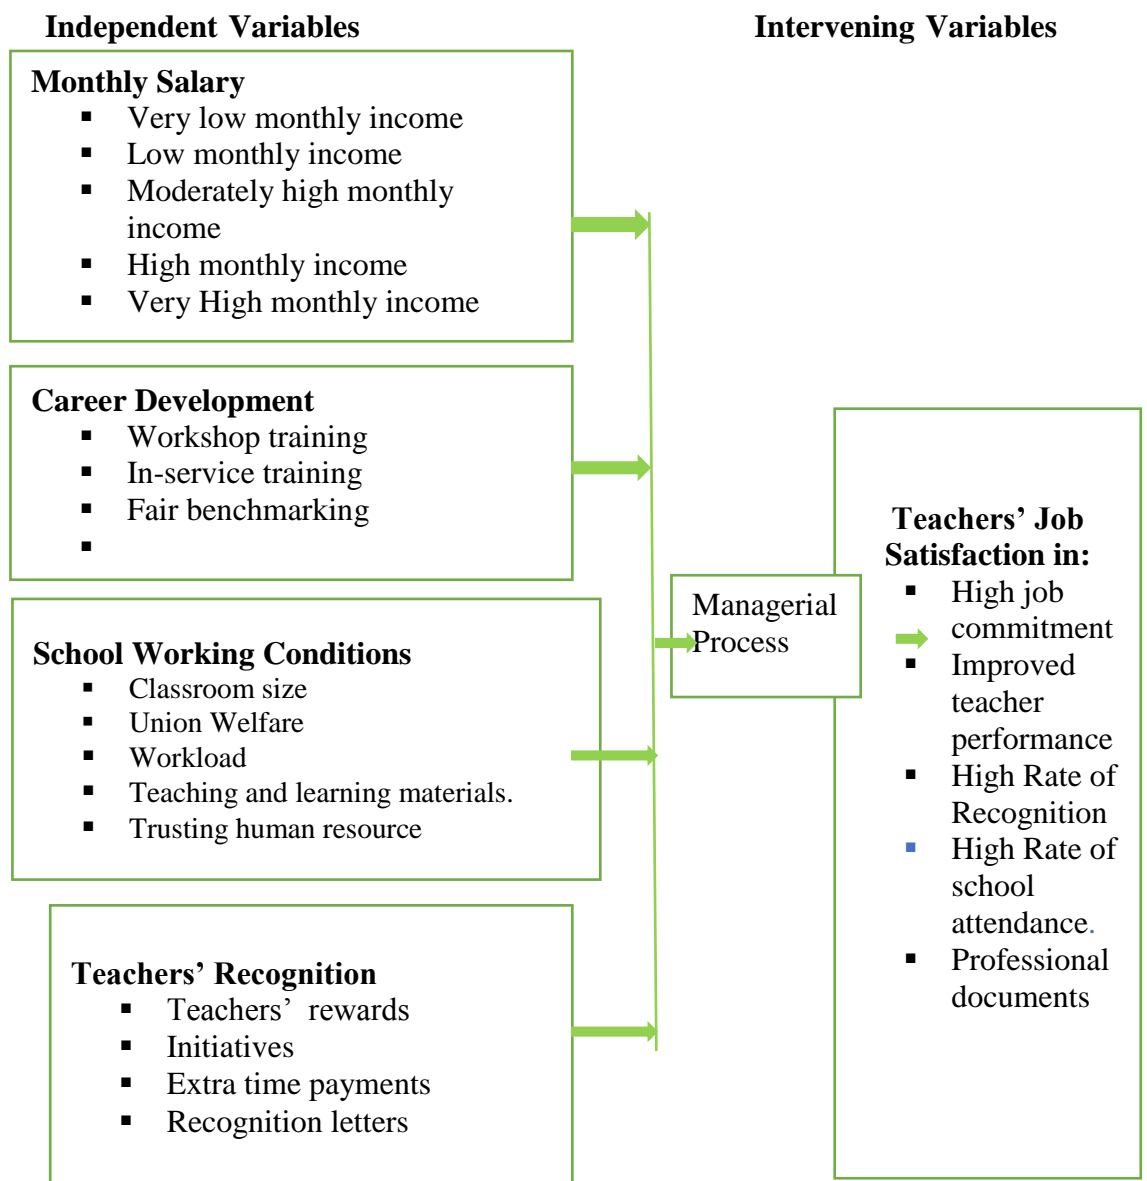 Independent Variables
Intervening Variables
Monthly Salary
▪ Very low monthly income
▪ Low monthly income
▪ Moderately high monthly
income
▪ High monthly income
▪ Very High monthly income
Career Development
▪ Workshop training
▪ In-service training
▪ Fair benchmarking
▪
School Working Conditions
▪ Classroom size
▪ Union Welfare
▪ Workload
▪ Teaching and learning materials.
▪ Trusting human resource
Teachers’ Recognition
▪ Teachers’ rewards
▪ Initiatives
▪ Extra time payments
▪ Recognition letters
Managerial
Process
Teachers’ Job
Satisfaction in:
▪ High job
commitment
▪ Improved
teacher
performance
▪ High Rate of
Recognition
▪ High Rate of
school
attendance.
▪ Professional
documents